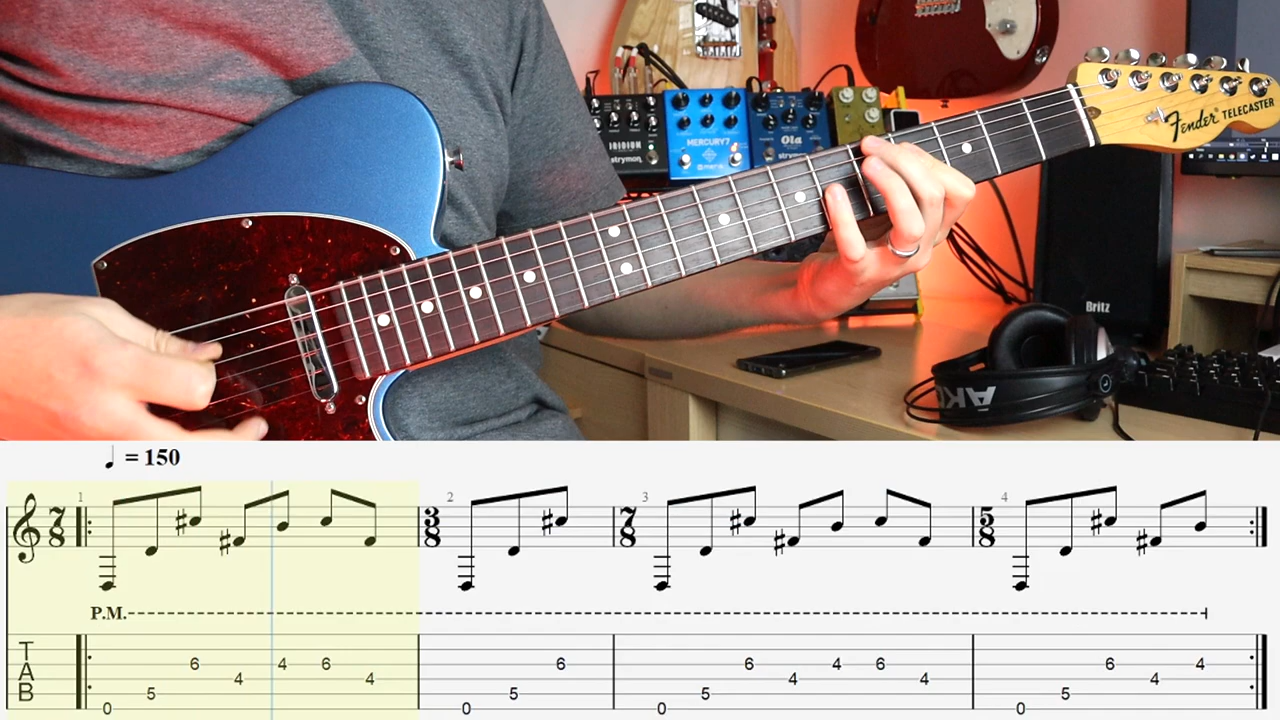 Fender TELECASTER
IRIDIUM
strymon
MERCURY7
Ola
strymon
Britz
AKG
♩ = 150
1 2 3 4
7 8 3 8 7 8 5 8
P.M.
T
A
B
6 4 6 6 6 4 6 6 4
4 4 4 4
5 5 5 5
0 0 0 0